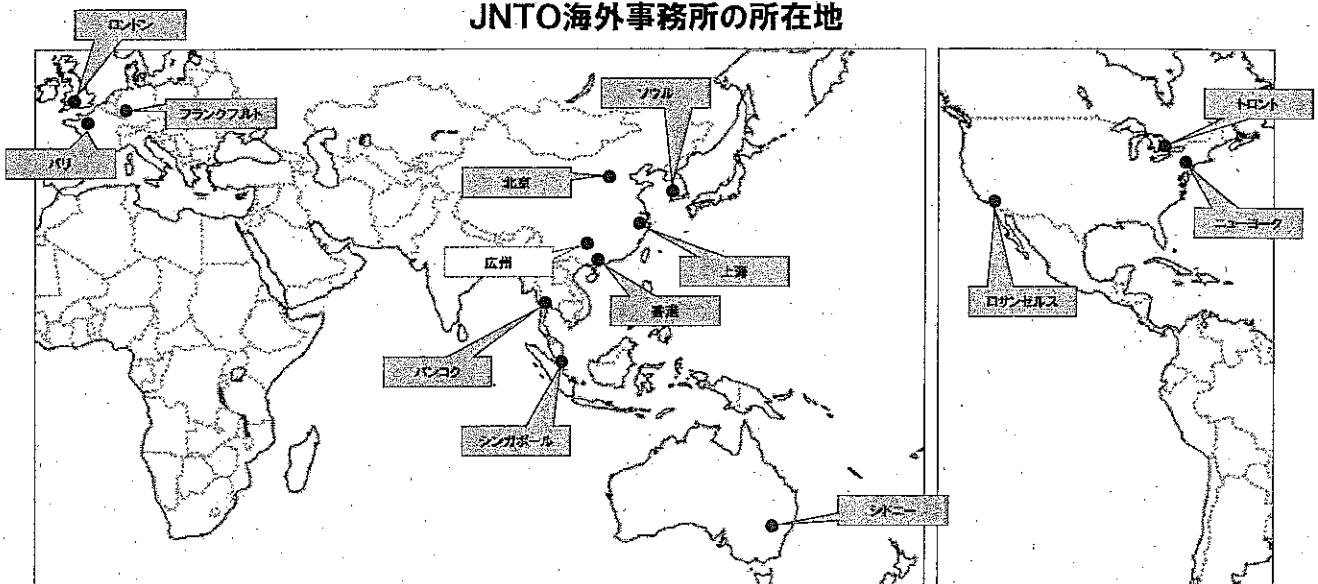 JNTO海外事務所の所在地
ロンドン
フランクフルト
パリ
ソウル
北京
広州
上海
香港
バンコク
シンガポール
シドニー
トロント
ニューヨーク
ロサンゼルス